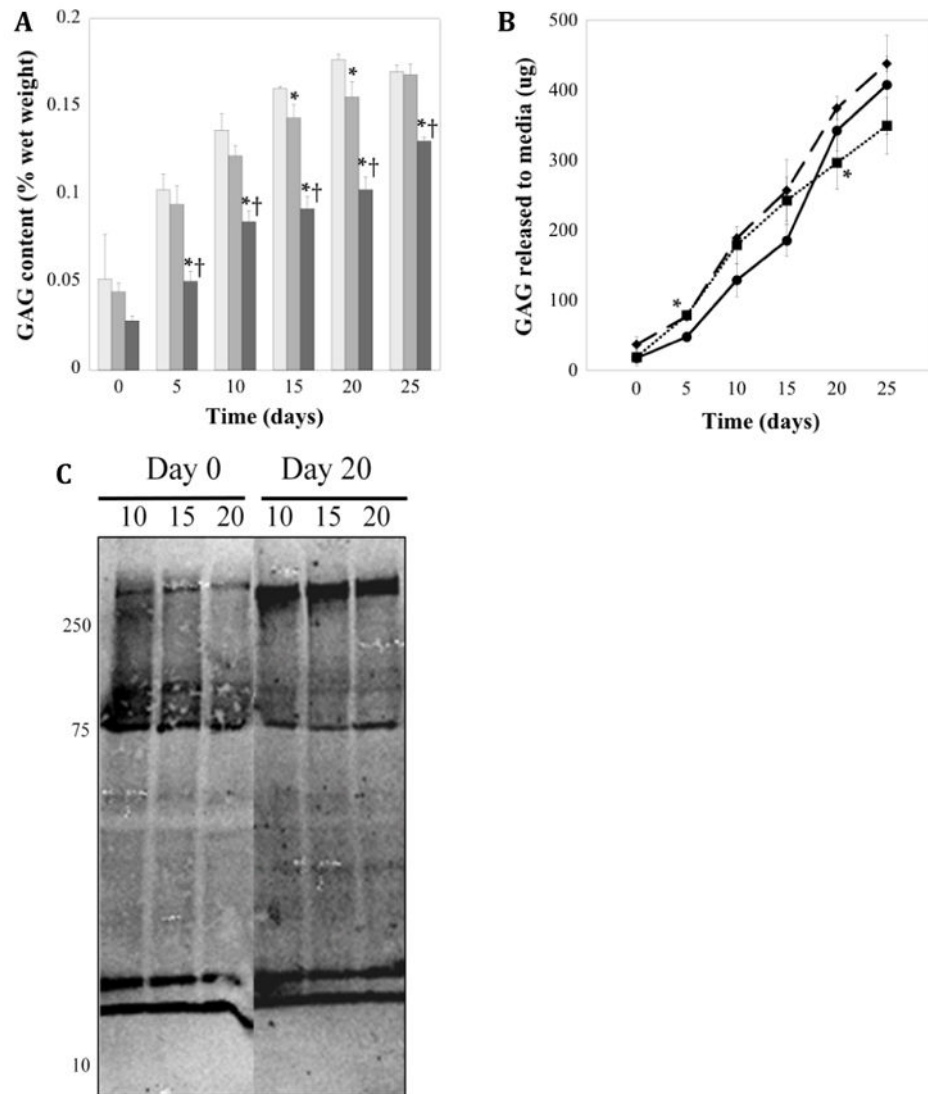 A
GAG content (% wet weight)
0.2
0.15
0.1
0.05
0
* *
*† *† *† *† *†
0 5 10 15 20 25
Time (days)
B
GAG released to media (ug)
500
400
300
200
100
0
* *
0 5 10 15 20 25
Time (days)
C
Day 0 Day 20
10 15 20 10 15 20
250
75
10